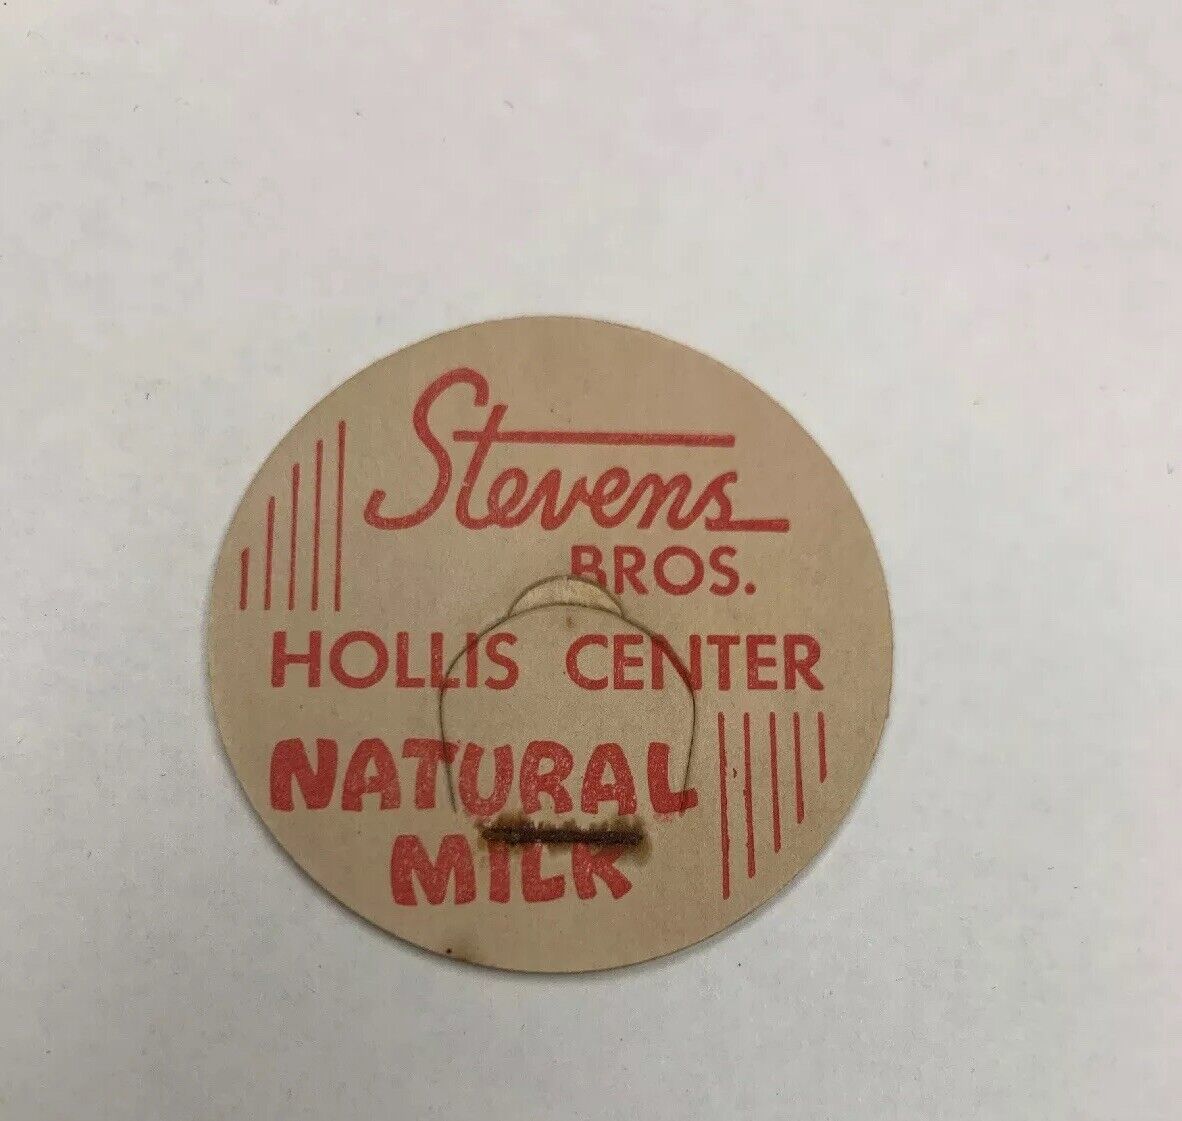 Stevens
BROS.
HOLLIS CENTER
NATURAL
MILK